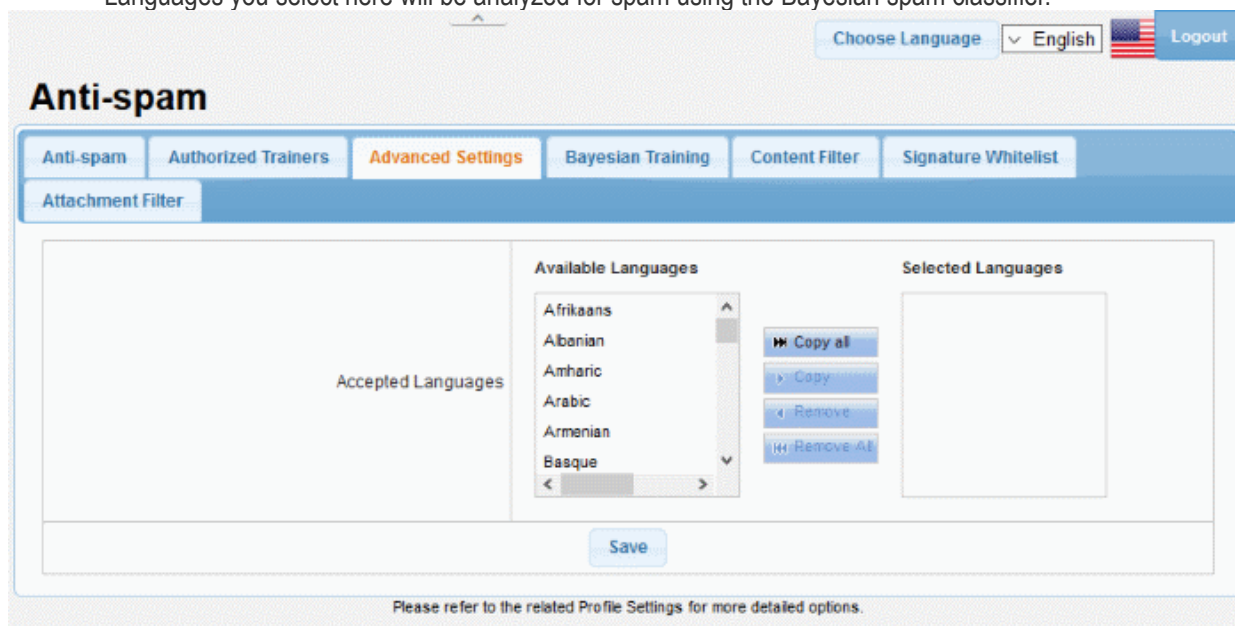 Languages you select here will be analyzed for spam using the Bayesian spam classifier.
Choose Language English Logout
Anti-spam
Anti-spam Authorized Trainers Advanced Settings Bayesian Training Content Filter Signature Whitelist
Attachment Filter
Available Languages Selected Languages
Accepted Languages
Afrikaans
Albanian
Amharic
Arabic
Armenian
Basque
Copy all
Copy
Remove
Remove All
Save
Please refer to the related Profile Settings for more detailed options.